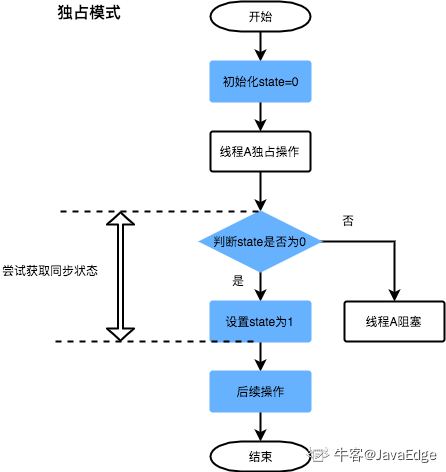 独占模式
开始
初始化state=0
线程A独占操作
判断state是否为0
否
是
尝试获取同步状态
设置state为1
线程A阻塞
后续操作
结束
牛客@JavaEdge